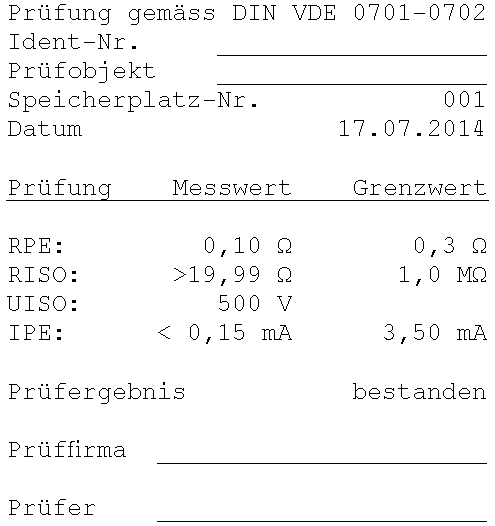 Prüfung gemäss DIN VDE 0701-0702
Ident-Nr.
Prüfobjekt
Speicherplatz-Nr. 001
Datum 17.07.2014
Prüfung Messwert Grenzwert
RPE: 0,10 Ω 0,3 Ω
RISO: >19,99 Ω 1,0 MΩ
UISO: 500 V
IPE: < 0,15 mA 3,50 mA
Prüfergebnis bestanden
Prüffirma
Prüfer